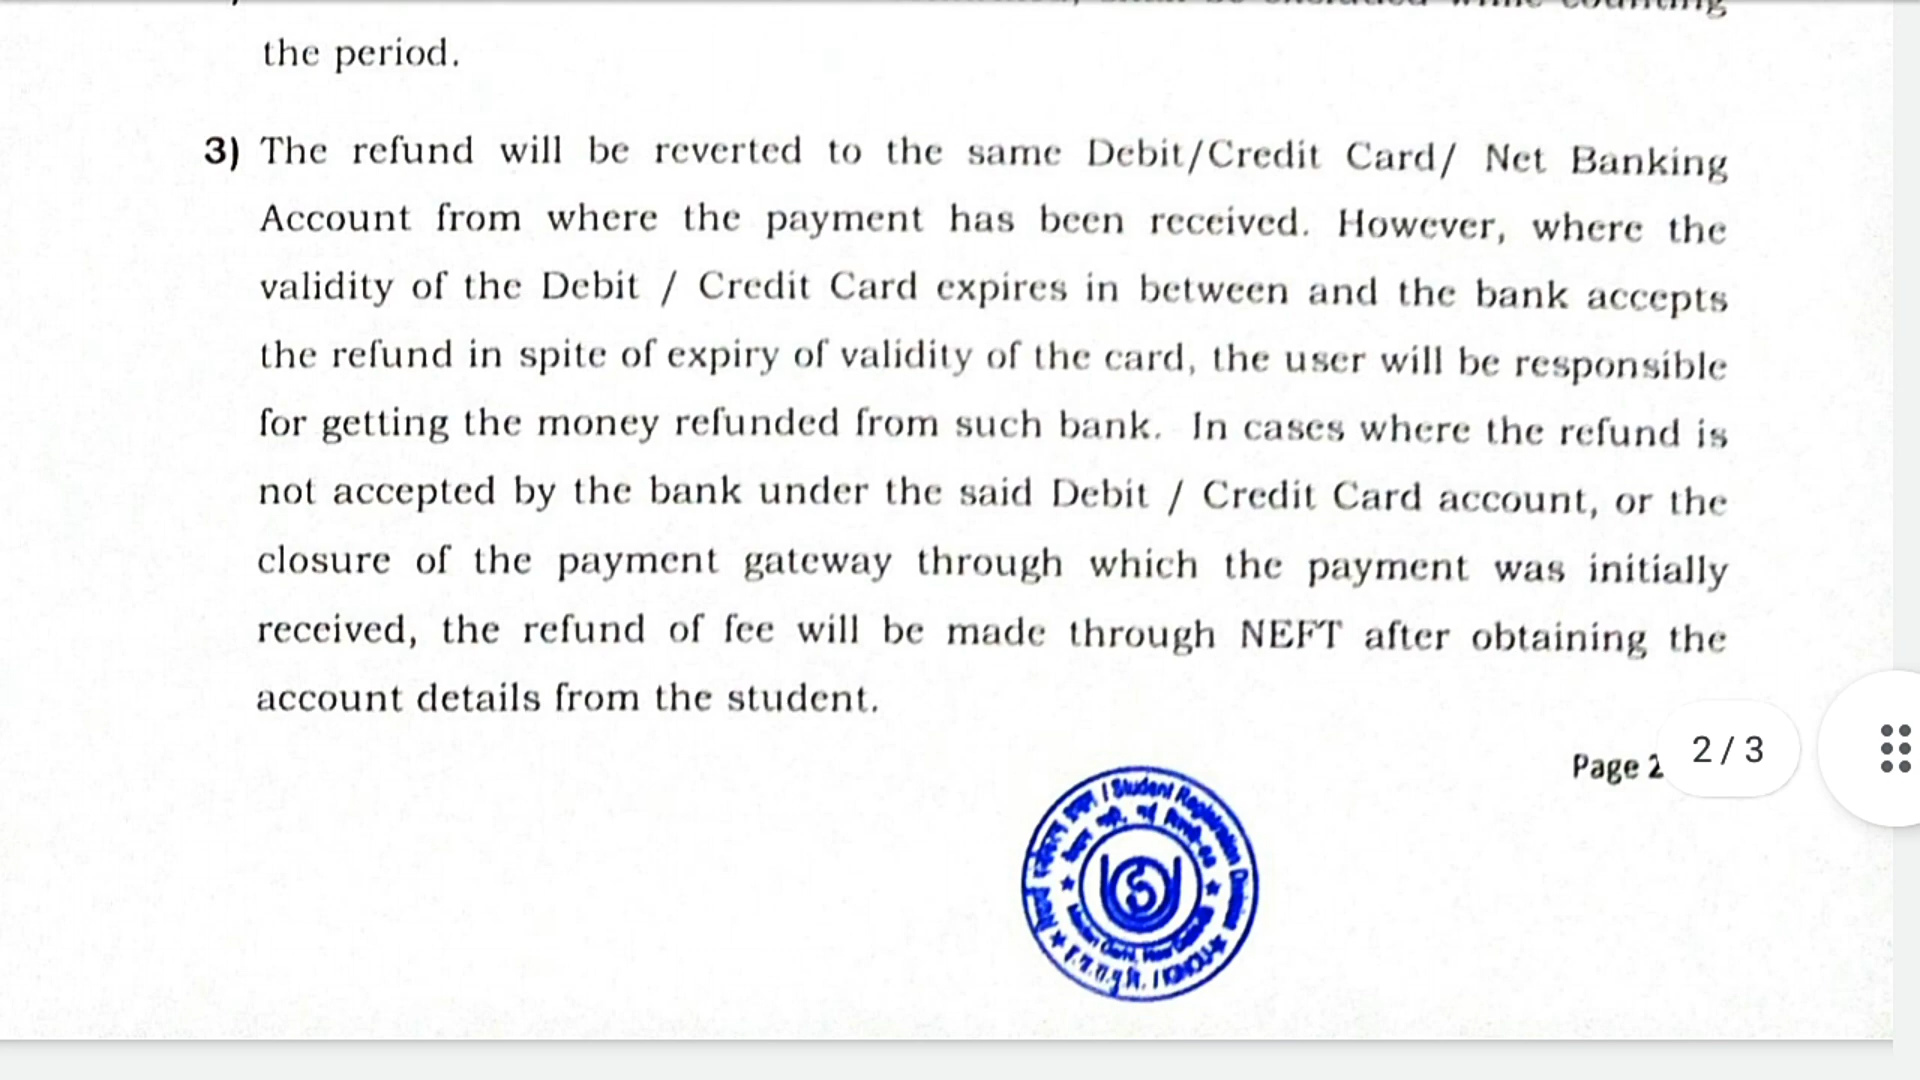 the period.
3) The refund will be reverted to the same Debit/Credit Card/ Net Banking
Account from where the payment has been received. However, where the
validity of the Debit / Credit Card expires in between and the bank accepts
the refund in spite of expiry of validity of the card, the user will be responsible
for getting the money refunded from such bank. In cases where the refund is
not accepted by the bank under the said Debit / Credit Card account, or the
closure of the payment gateway through which the payment was initially
received, the refund of fee will be made through NEFT after obtaining the
account details from the student.
Page 2
2 / 3
Student Registration Division